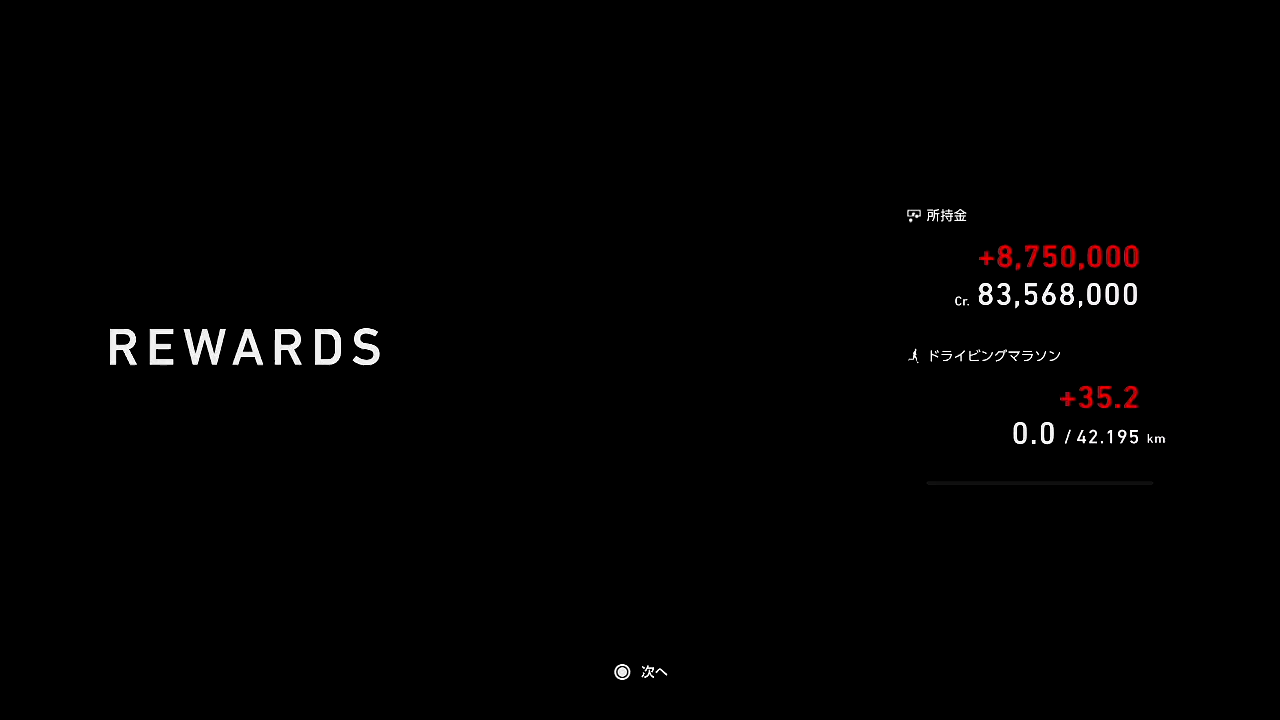 REWARDS
所持金
+8,750,000
Cr. 83,568,000
ドライビングマラソン
+35.2
0.0 / 42.195 km
次へ